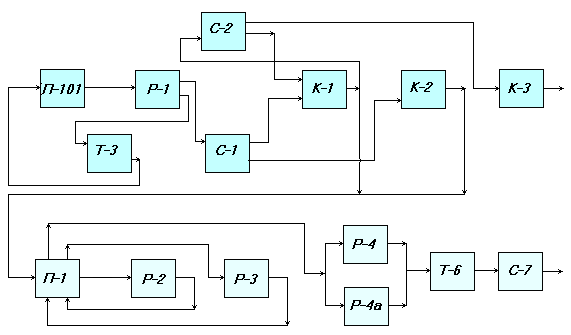 С-2
П-101
Р-1
К-1
К-2
К-3
Т-3
С-1
Р-4
П-1
Р-2
Р-3
Т-6
С-7
Р-4а